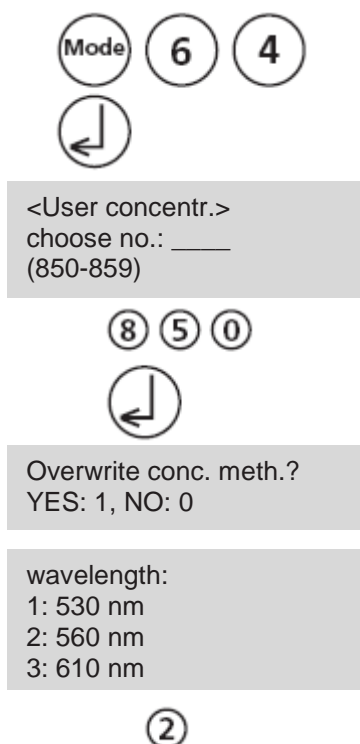 Mode 6 4
<User concentr.>
choose no.: ____
(850-859)
8 5 0
Overwrite conc. meth.?
YES: 1, NO: 0
wavelength:
1: 530 nm
2: 560 nm
3: 610 nm
2